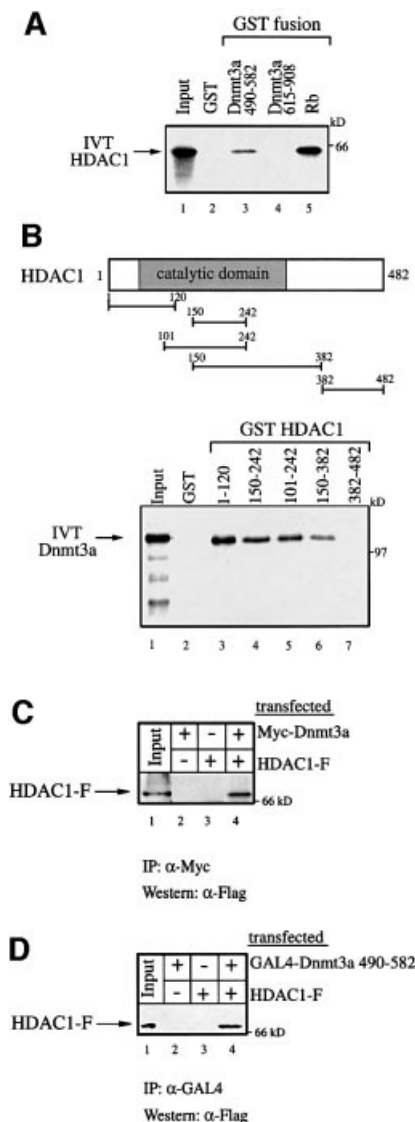 A
GST fusion
Input
GST
Dnmt3a 490-582
Dnmt3a 615-908
Rb
kD
IVT HDAC1
66
1 2 3 4 5
B
HDAC1 1 catalytic domain 482
1 120
150 242
101 242
150 382
382 482
GST HDAC1
Input
GST
1-120
150-242
101-242
150-382
382-482
kD
IVT Dnmt3a
97
1 2 3 4 5 6 7
C
transfected
Input + - + Myc-Dnmt3a
- + + HDAC1-F
HDAC1-F
66 kD
1 2 3 4
IP: α-Myc
Western: α-Flag
D
transfected
Input + - + GAL4-Dnmt3a 490-582
- + + HDAC1-F
HDAC1-F
66 kD
1 2 3 4
IP: α-GAL4
Western: α-Flag